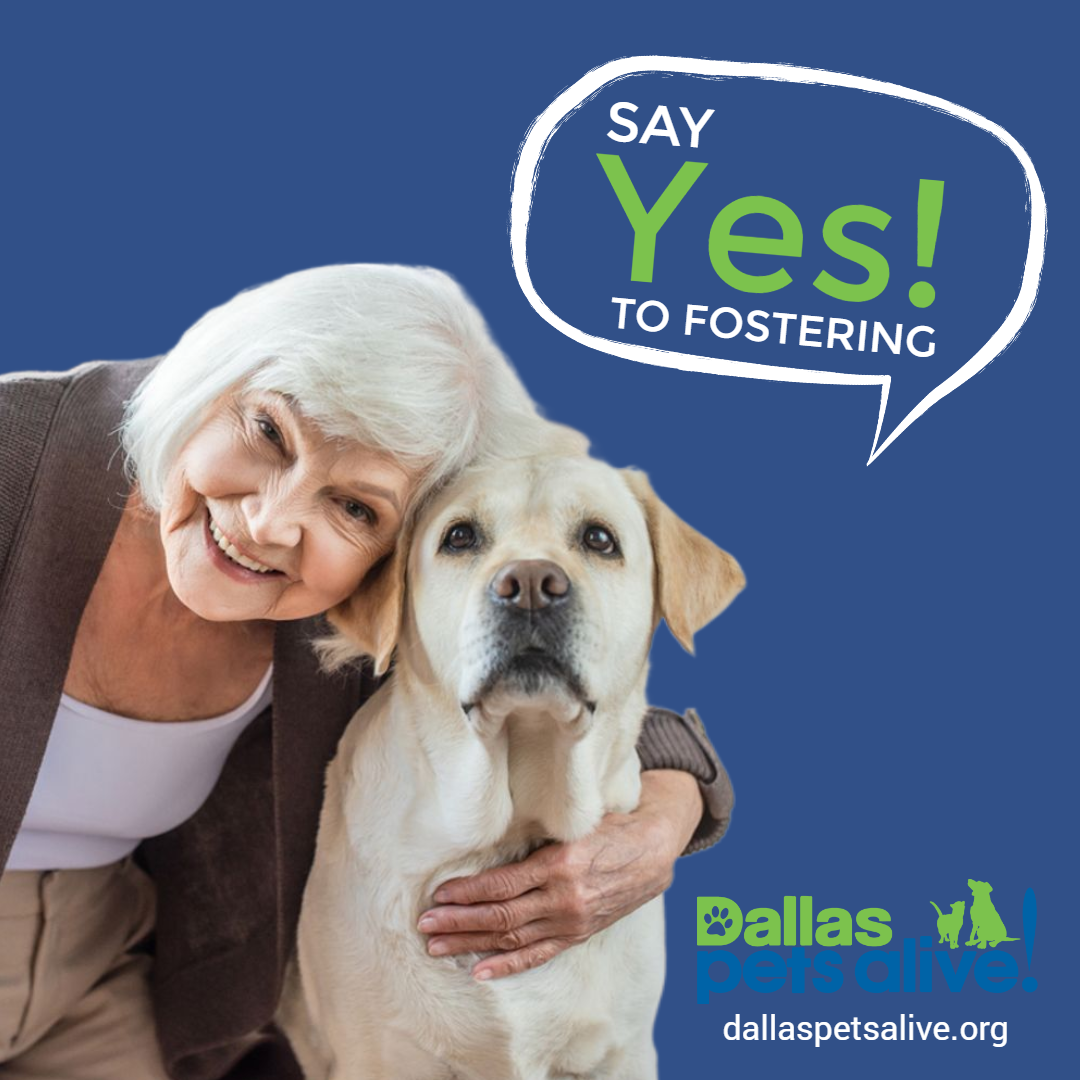 SAY
Yes!
TO FOSTERING
Dallas
pets alive!
dallaspetsalive.org